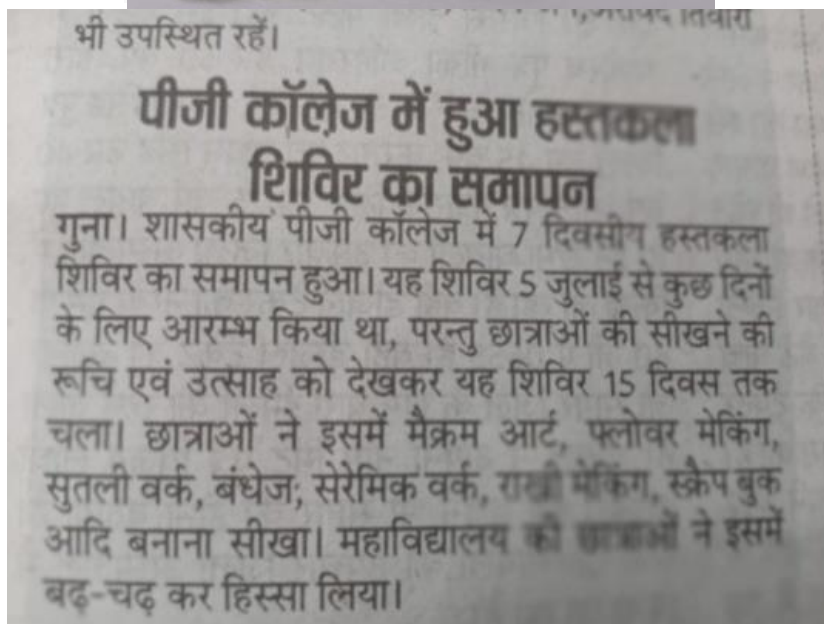 तिवारी
भी उपस्थित रहें।
पीजी कॉलेज में हुआ हस्तकला
शिविर का समापन
गुना। शासकीय पीजी कॉलेज में 7 दिवसीय हस्तकला
शिविर का समापन हुआ। यह शिविर 5 जुलाई से कुछ दिनों
के लिए आरम्भ किया था, परन्तु छात्राओं की सीखने की
रूचि एवं उत्साह को देखकर यह शिविर 15 दिवस तक
चला। छात्राओं ने इसमें मैक्रम आर्ट, फ्लोवर मेकिंग,
सुतली वर्क, बंधेज, सेरेमिक वर्क, राखी मेकिंग, स्क्रैप बुक
आदि बनाना सीखा। महाविद्यालय की छात्राओं ने इसमें
बढ़-चढ़ कर हिस्सा लिया।